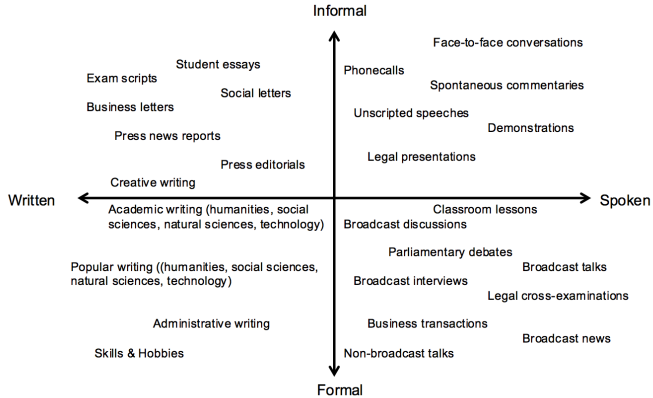 Informal
Face-to-face conversations
Student essays
Phonecalls
Exam scripts
Spontaneous commentaries
Social letters
Business letters
Unscripted speeches
Demonstrations
Press news reports
Legal presentations
Press editorials
Creative writing
Written
Spoken
Academic writing (humanities, social
sciences, natural sciences, technology)
Classroom lessons
Broadcast discussions
Parliamentary debates
Popular writing ((humanities, social sciences,
natural sciences, technology)
Broadcast talks
Broadcast interviews
Legal cross-examinations
Administrative writing
Business transactions
Broadcast news
Skills & Hobbies
Non-broadcast talks
Formal